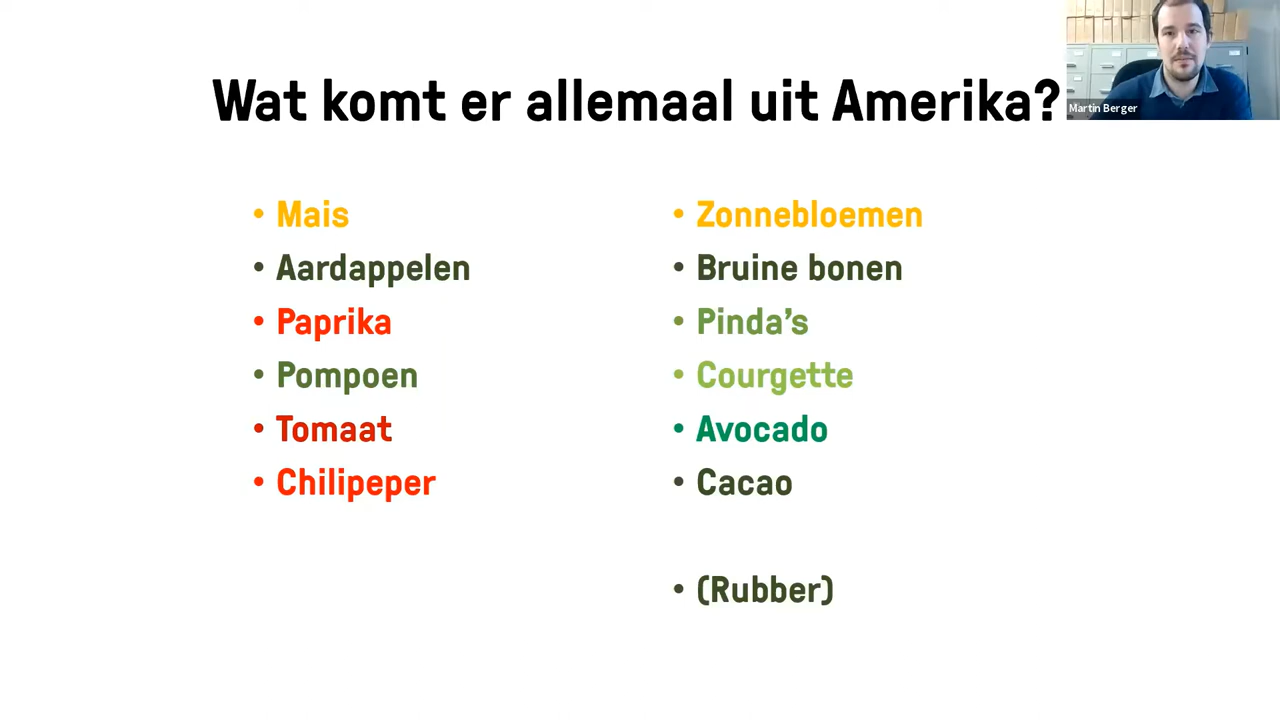 Wat komt er allemaal uit Amerika?
Martin Berger
• Mais
• Aardappelen
• Paprika
• Pompoen
• Tomaat
• Chilipeper
• Zonnebloemen
• Bruine bonen
• Pinda’s
• Courgette
• Avocado
• Cacao
• (Rubber)